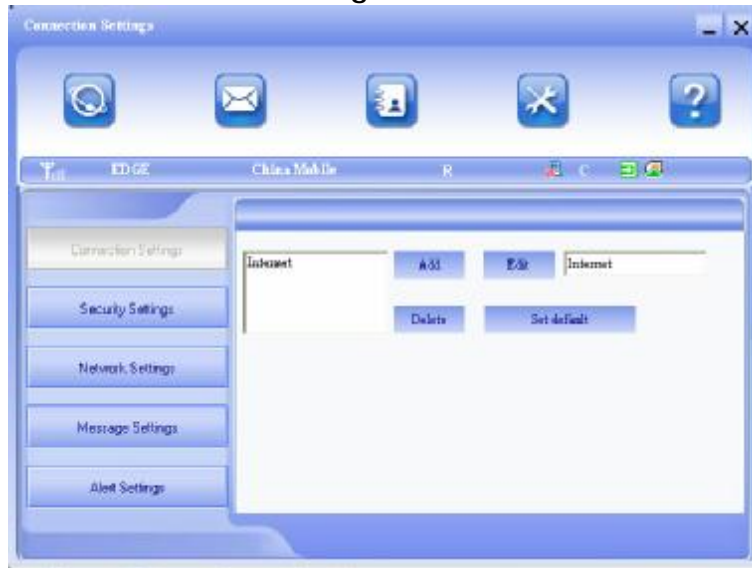 Connection Settings
EDGE China Mobile R C
Connection Settings
Internet Add Edit Internet
Security Settings
Delete Set default
Network Settings
Message Settings
Alert Settings